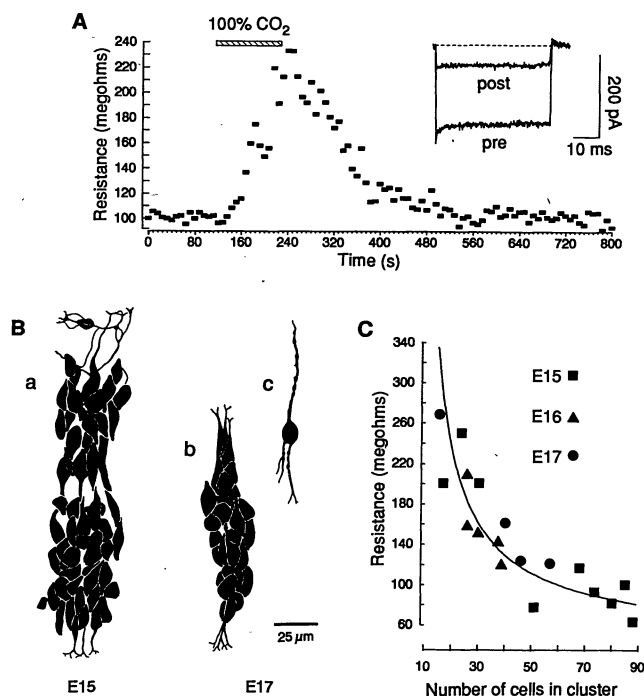 A
100% CO2
Resistance (megohms)
240
220
200
180
160
140
120
100
0 80 160 240 320 400 480 560 640 720 800
Time (s)
post
pre
200 pA
10 ms
B
a
b
c
25 µm
E15
E17
C
Resistance (megohms)
340
300
260
220
180
140
100
60
E15
E16
E17
10 30 50 70 90
Number of cells in cluster